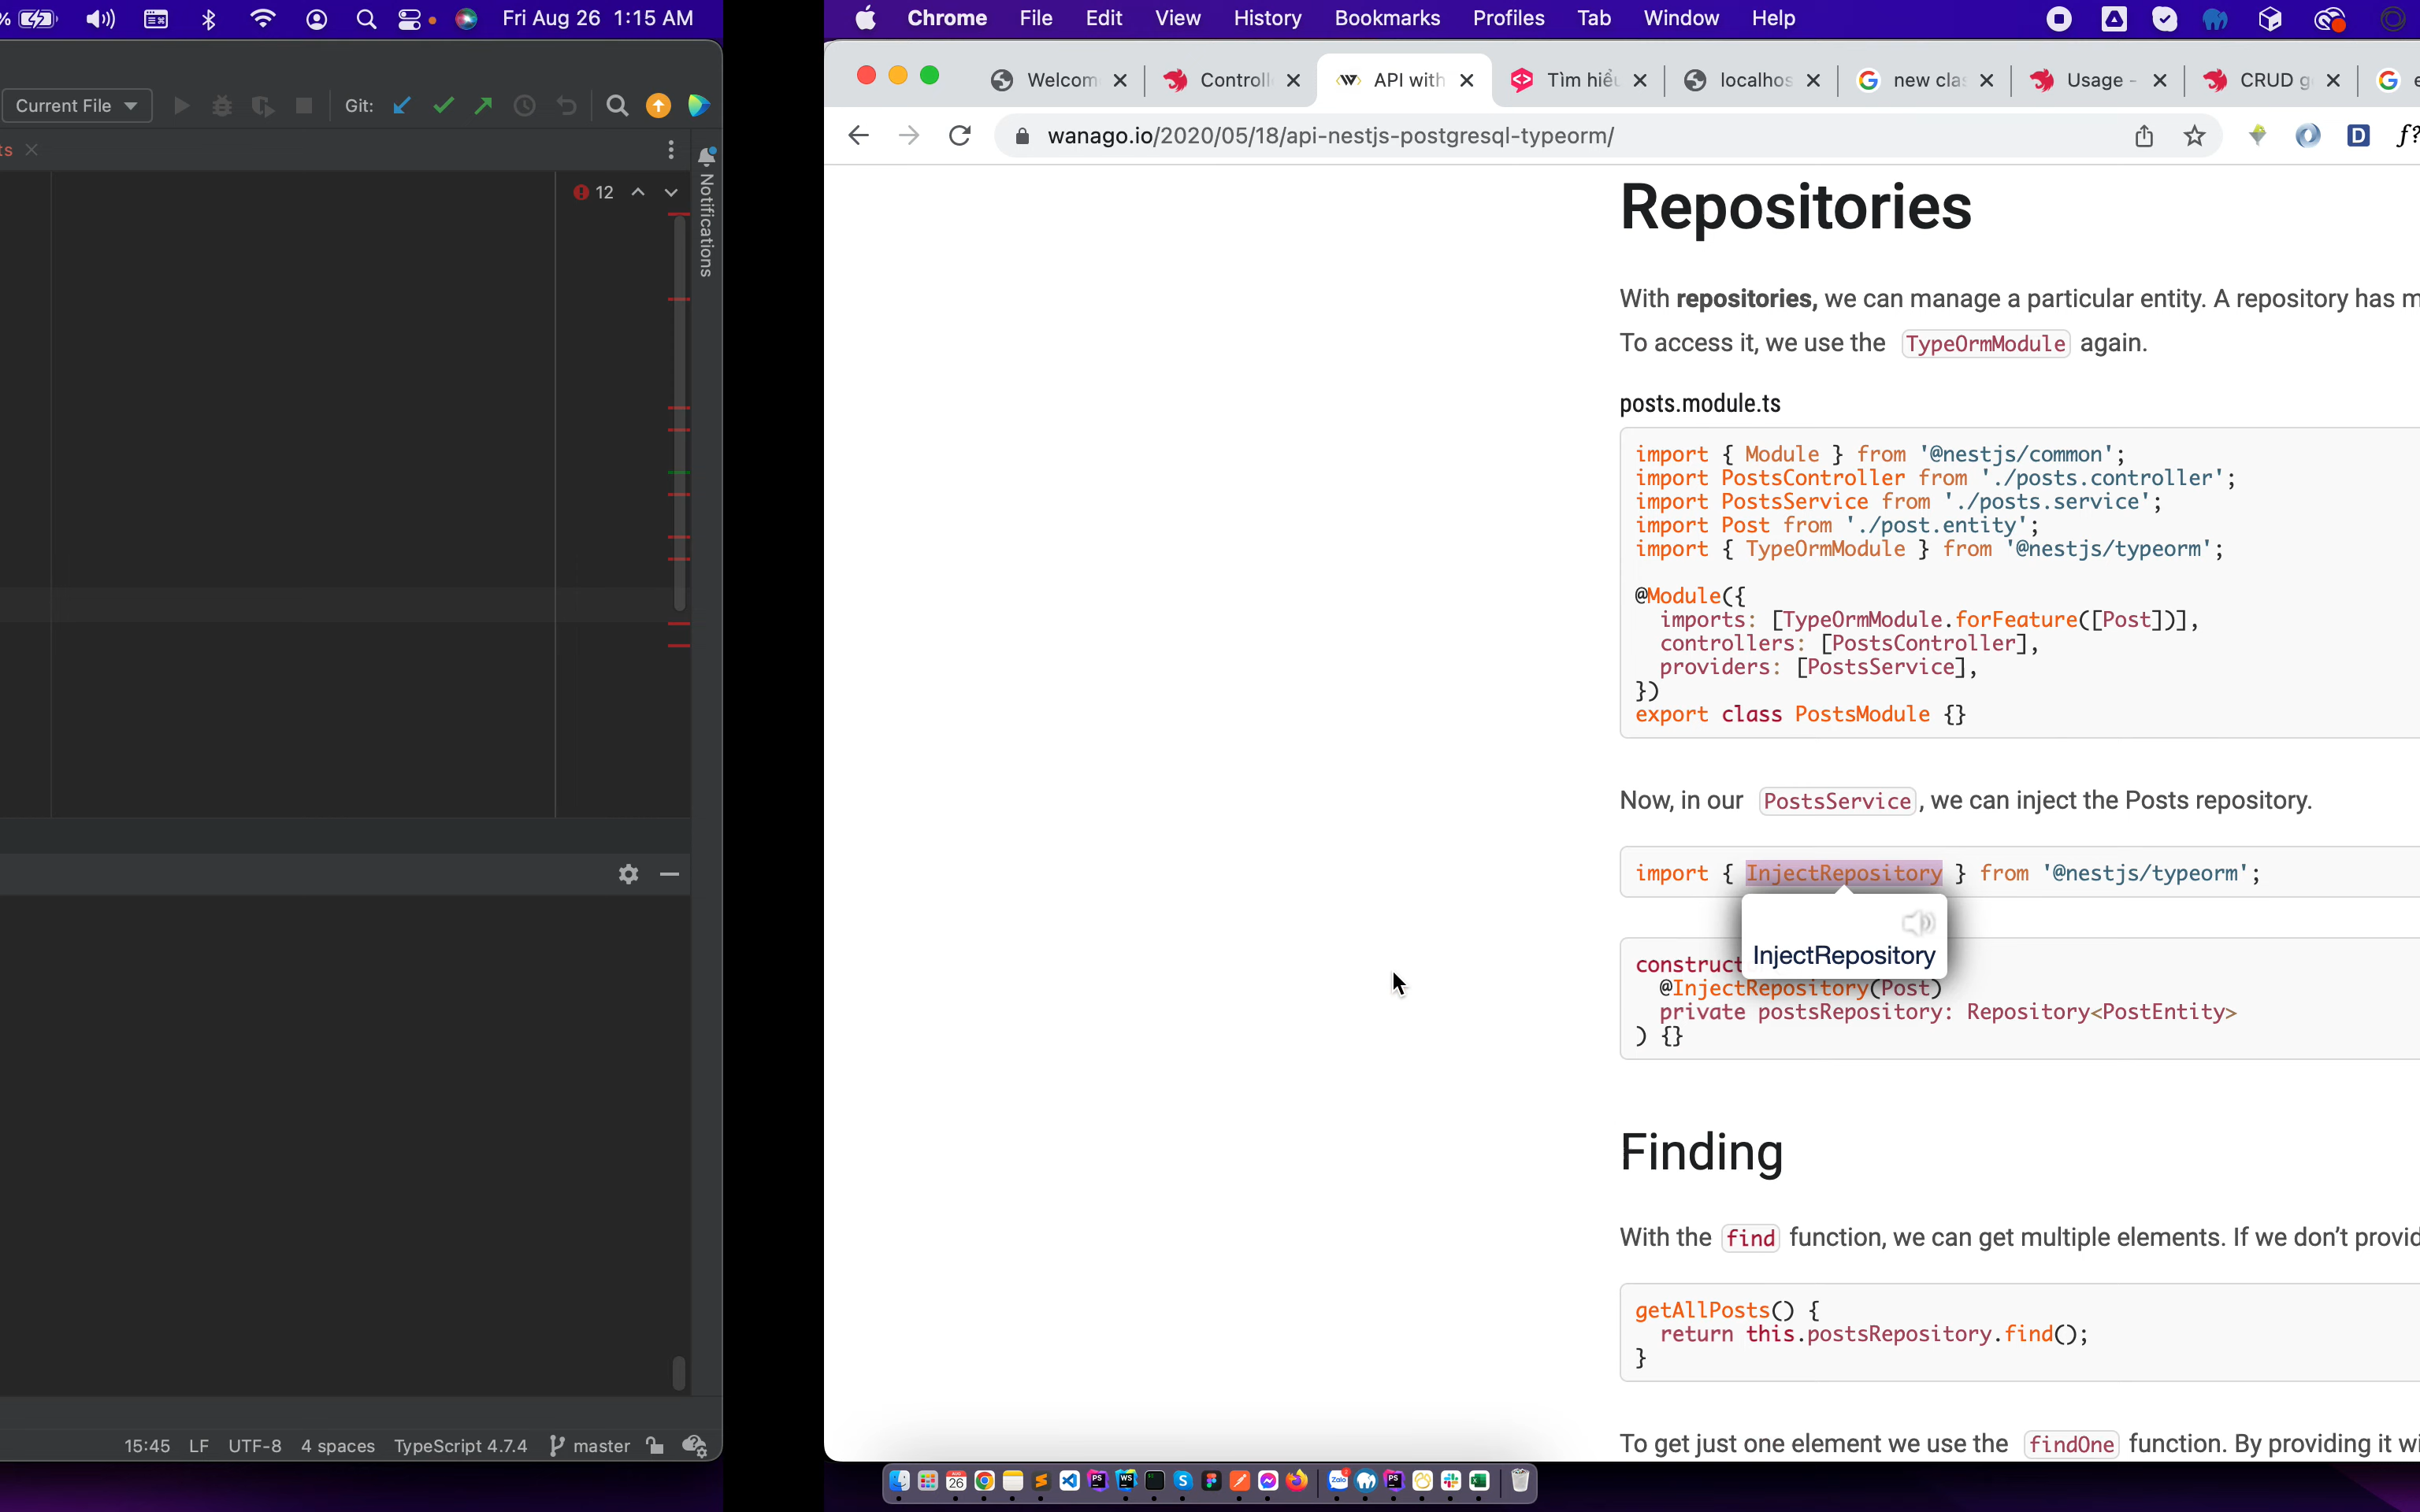 %
Fri Aug 26 1:15 AM
Current File
Git:
ts
12
Notifications
15:45 LF UTF-8 4 spaces TypeScript 4.7.4 master
Chrome File Edit View History Bookmarks Profiles Tab Window Help
Welcom Controll API with Tìm hiểu localhos new clas Usage - CRUD g e
wanago.io/2020/05/18/api-nestjs-postgresql-typeorm/
D f?
Repositories
With repositories, we can manage a particular entity. A repository has m
To access it, we use the TypeOrmModule again.
posts.module.ts
import { Module } from '@nestjs/common';
import PostsController from './posts.controller';
import PostsService from './posts.service';
import Post from './post.entity';
import { TypeOrmModule } from '@nestjs/typeorm';
@Module({
imports: [TypeOrmModule.forFeature([Post])],
controllers: [PostsController],
providers: [PostsService],
})
export class PostsModule {}
Now, in our PostsService, we can inject the Posts repository.
import { InjectRepository } from '@nestjs/typeorm';
InjectRepository
construct
@InjectRepository(Post)
private postsRepository: Repository<PostEntity>
) {}
Finding
With the find function, we can get multiple elements. If we don’t provid
getAllPosts() {
return this.postsRepository.find();
}
To get just one element we use the findOne function. By providing it wi
26
PS WS S Zalo PS